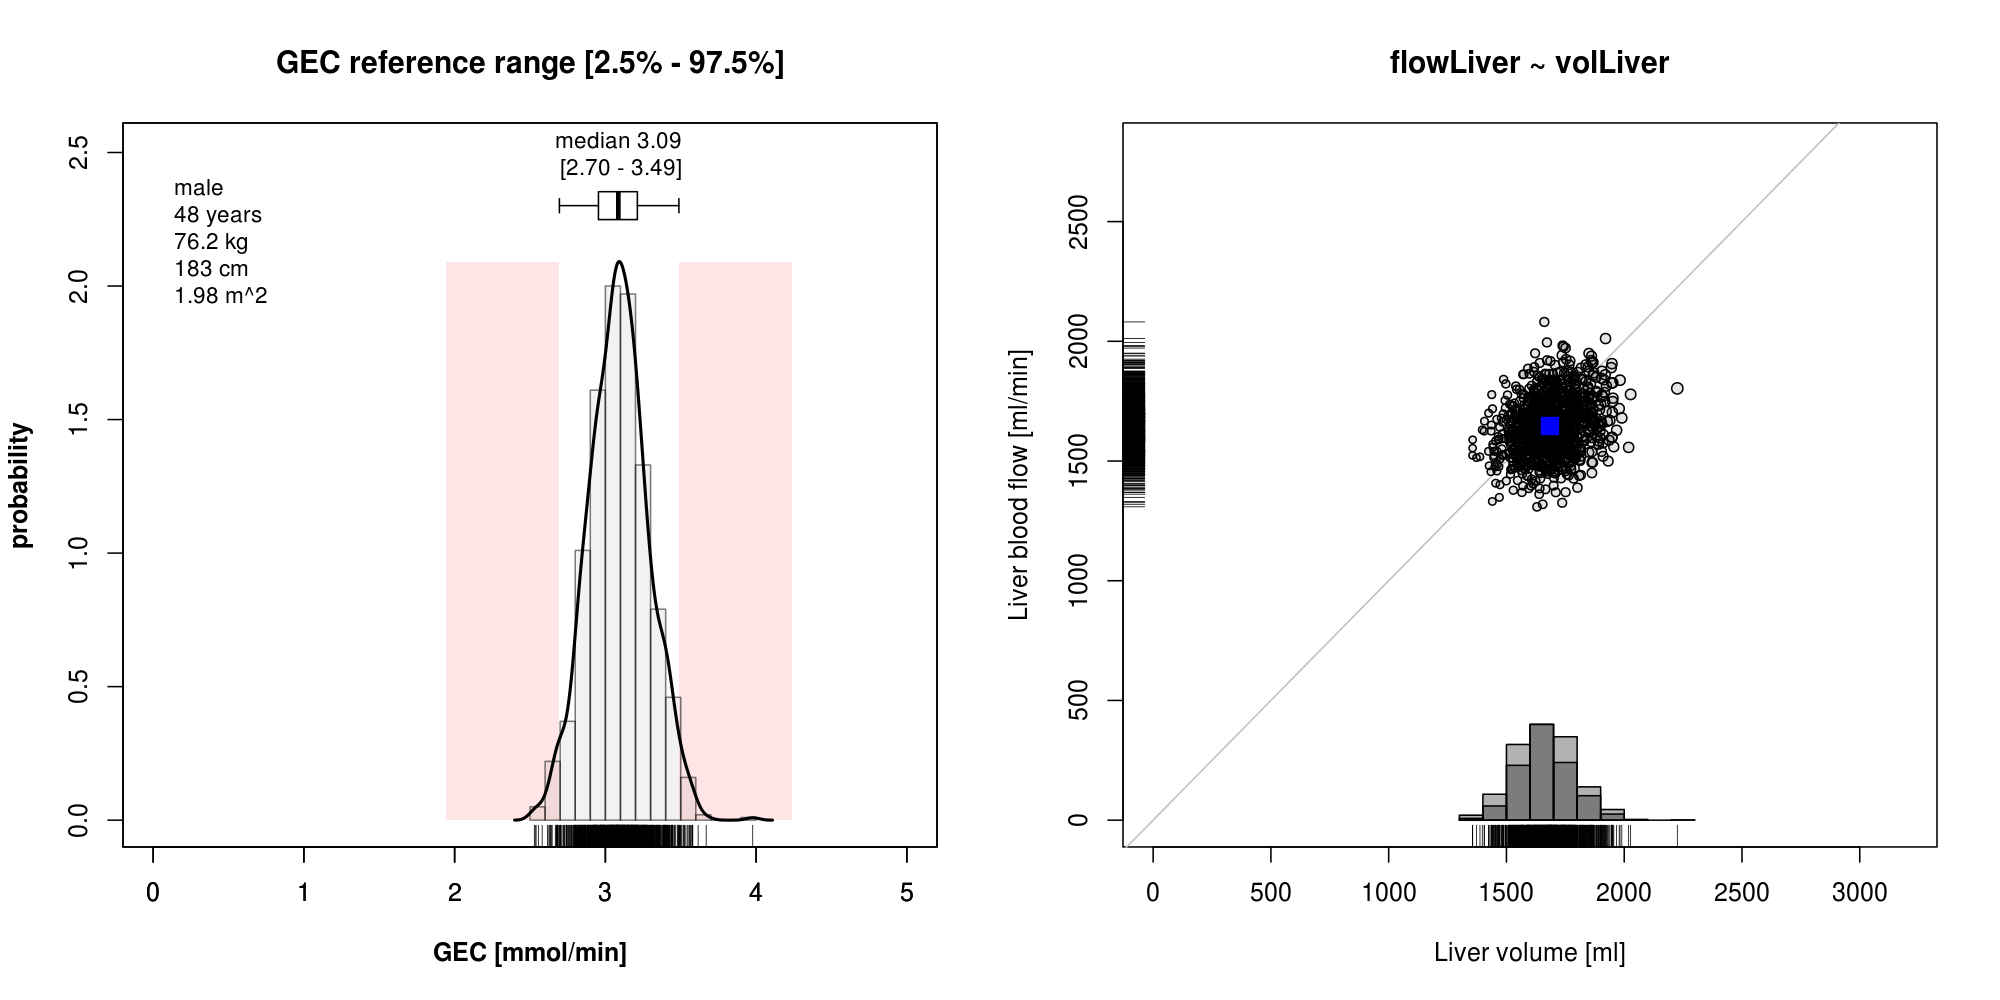 GEC reference range [2.5% - 97.5%]
median 3.09
[2.70 - 3.49]
male
48 years
76.2 kg
183 cm
1.98 m^2
probability
2.5
2.0
1.5
1.0
0.5
0.0
0 1 2 3 4 5
GEC [mmol/min]
flowLiver ~ volLiver
Liver blood flow [ml/min]
2500
2000
1500
1000
500
0
0 500 1000 1500 2000 2500 3000
Liver volume [ml]